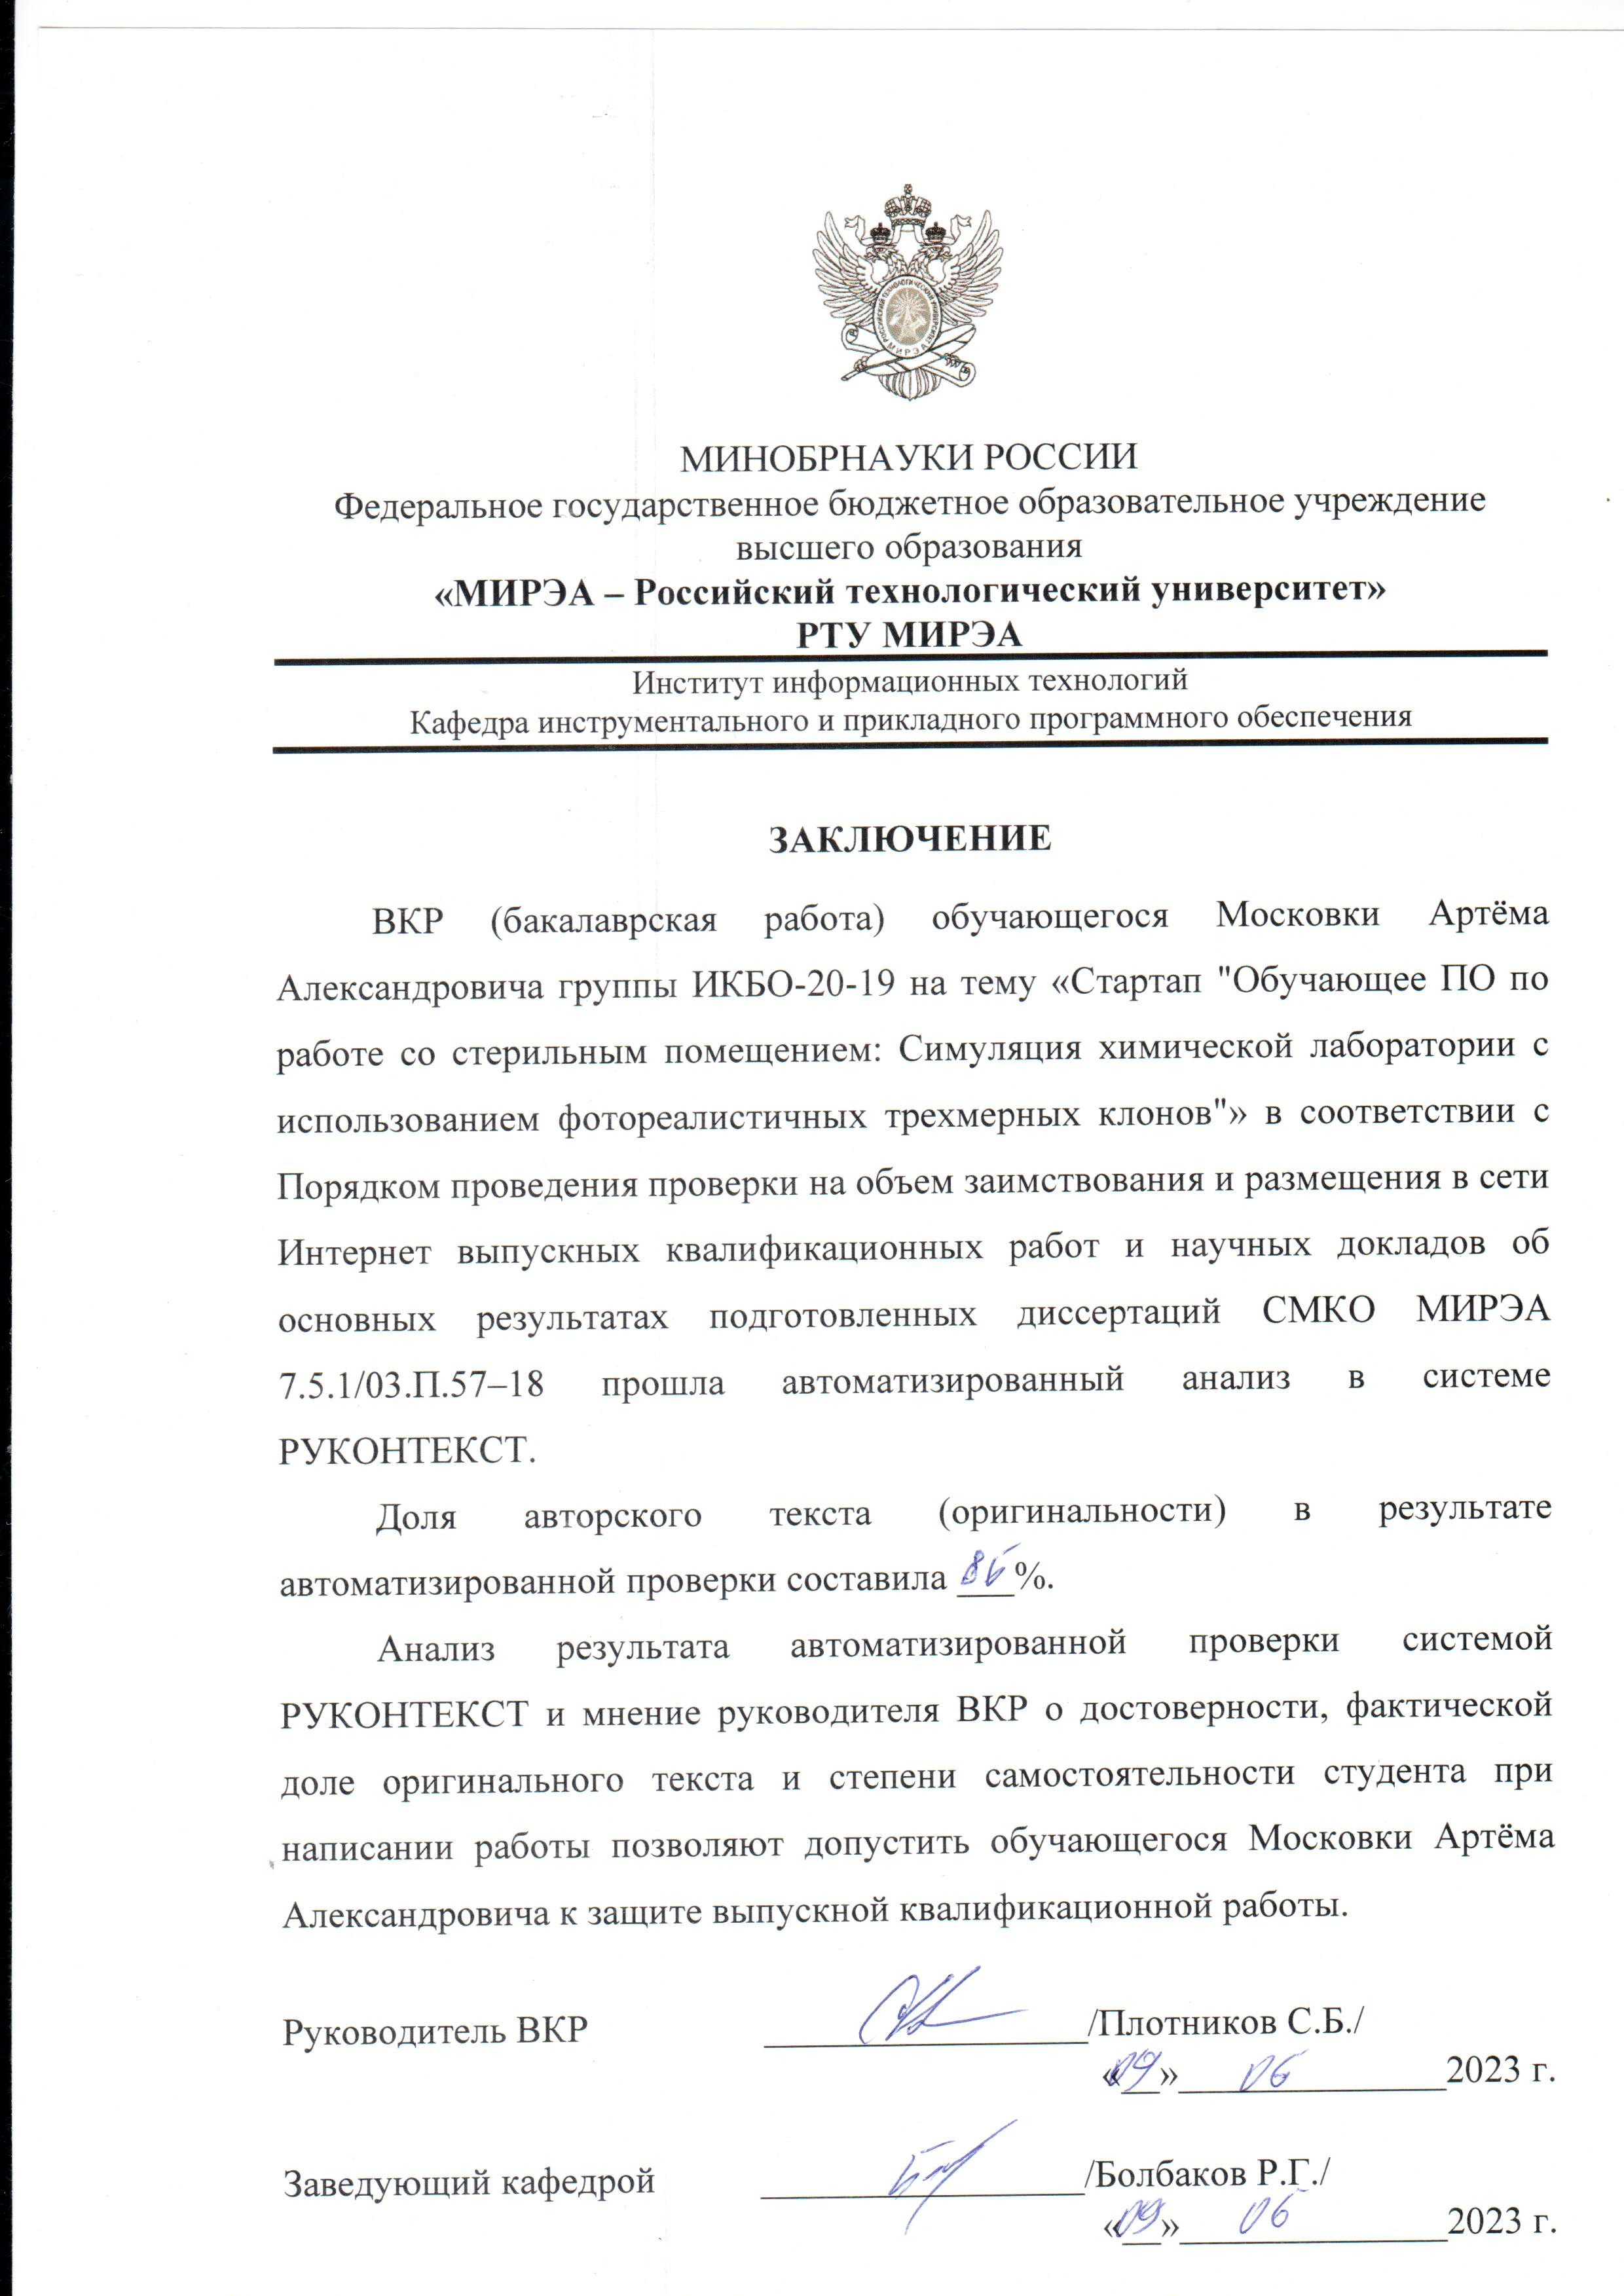 РОССИЙСКИЙ ТЕХНОЛОГИЧЕСКИЙ УНИВЕРСИТЕТ
МИРЭА
МИНОБРНАУКИ РОССИИ
Федеральное государственное бюджетное образовательное учреждение
высшего образования
«МИРЭА – Российский технологический университет»
РТУ МИРЭА
Институт информационных технологий
Кафедра инструментального и прикладного программного обеспечения
ЗАКЛЮЧЕНИЕ
ВКР (бакалаврская работа) обучающегося Московки Артёма
Александровича группы ИКБО-20-19 на тему «Стартап "Обучающее ПО по
работе со стерильным помещением: Симуляция химической лаборатории с
использованием фотореалистичных трехмерных клонов"» в соответствии с
Порядком проведения проверки на объем заимствования и размещения в сети
Интернет выпускных квалификационных работ и научных докладов об
основных результатах подготовленных диссертаций СМКО МИРЭА
7.5.1/03.П.57–18 прошла автоматизированный анализ в системе
РУКОНТЕКСТ.
Доля авторского текста (оригинальности) в результате
автоматизированной проверки составила 86%.
Анализ результата автоматизированной проверки системой
РУКОНТЕКСТ и мнение руководителя ВКР о достоверности, фактической
доле оригинального текста и степени самостоятельности студента при
написании работы позволяют допустить обучающегося Московки Артёма
Александровича к защите выпускной квалификационной работы.
Руководитель ВКР /Плотников С.Б./
«09» 06 2023 г.
Заведующий кафедрой /Болбаков Р.Г./
«09» 06 2023 г.